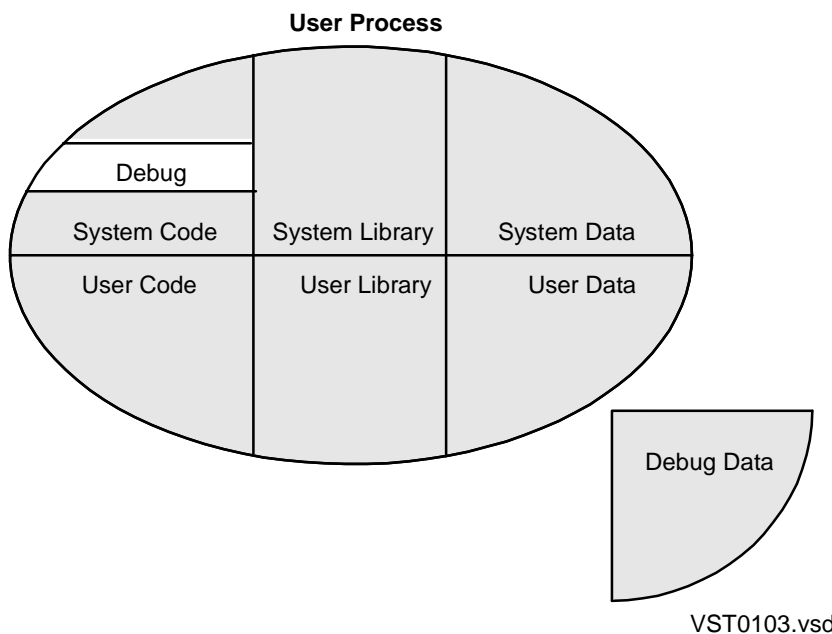 User Process
Debug
System Code
System Library
System Data
User Code
User Library
User Data
Debug Data
VST0103.vsd